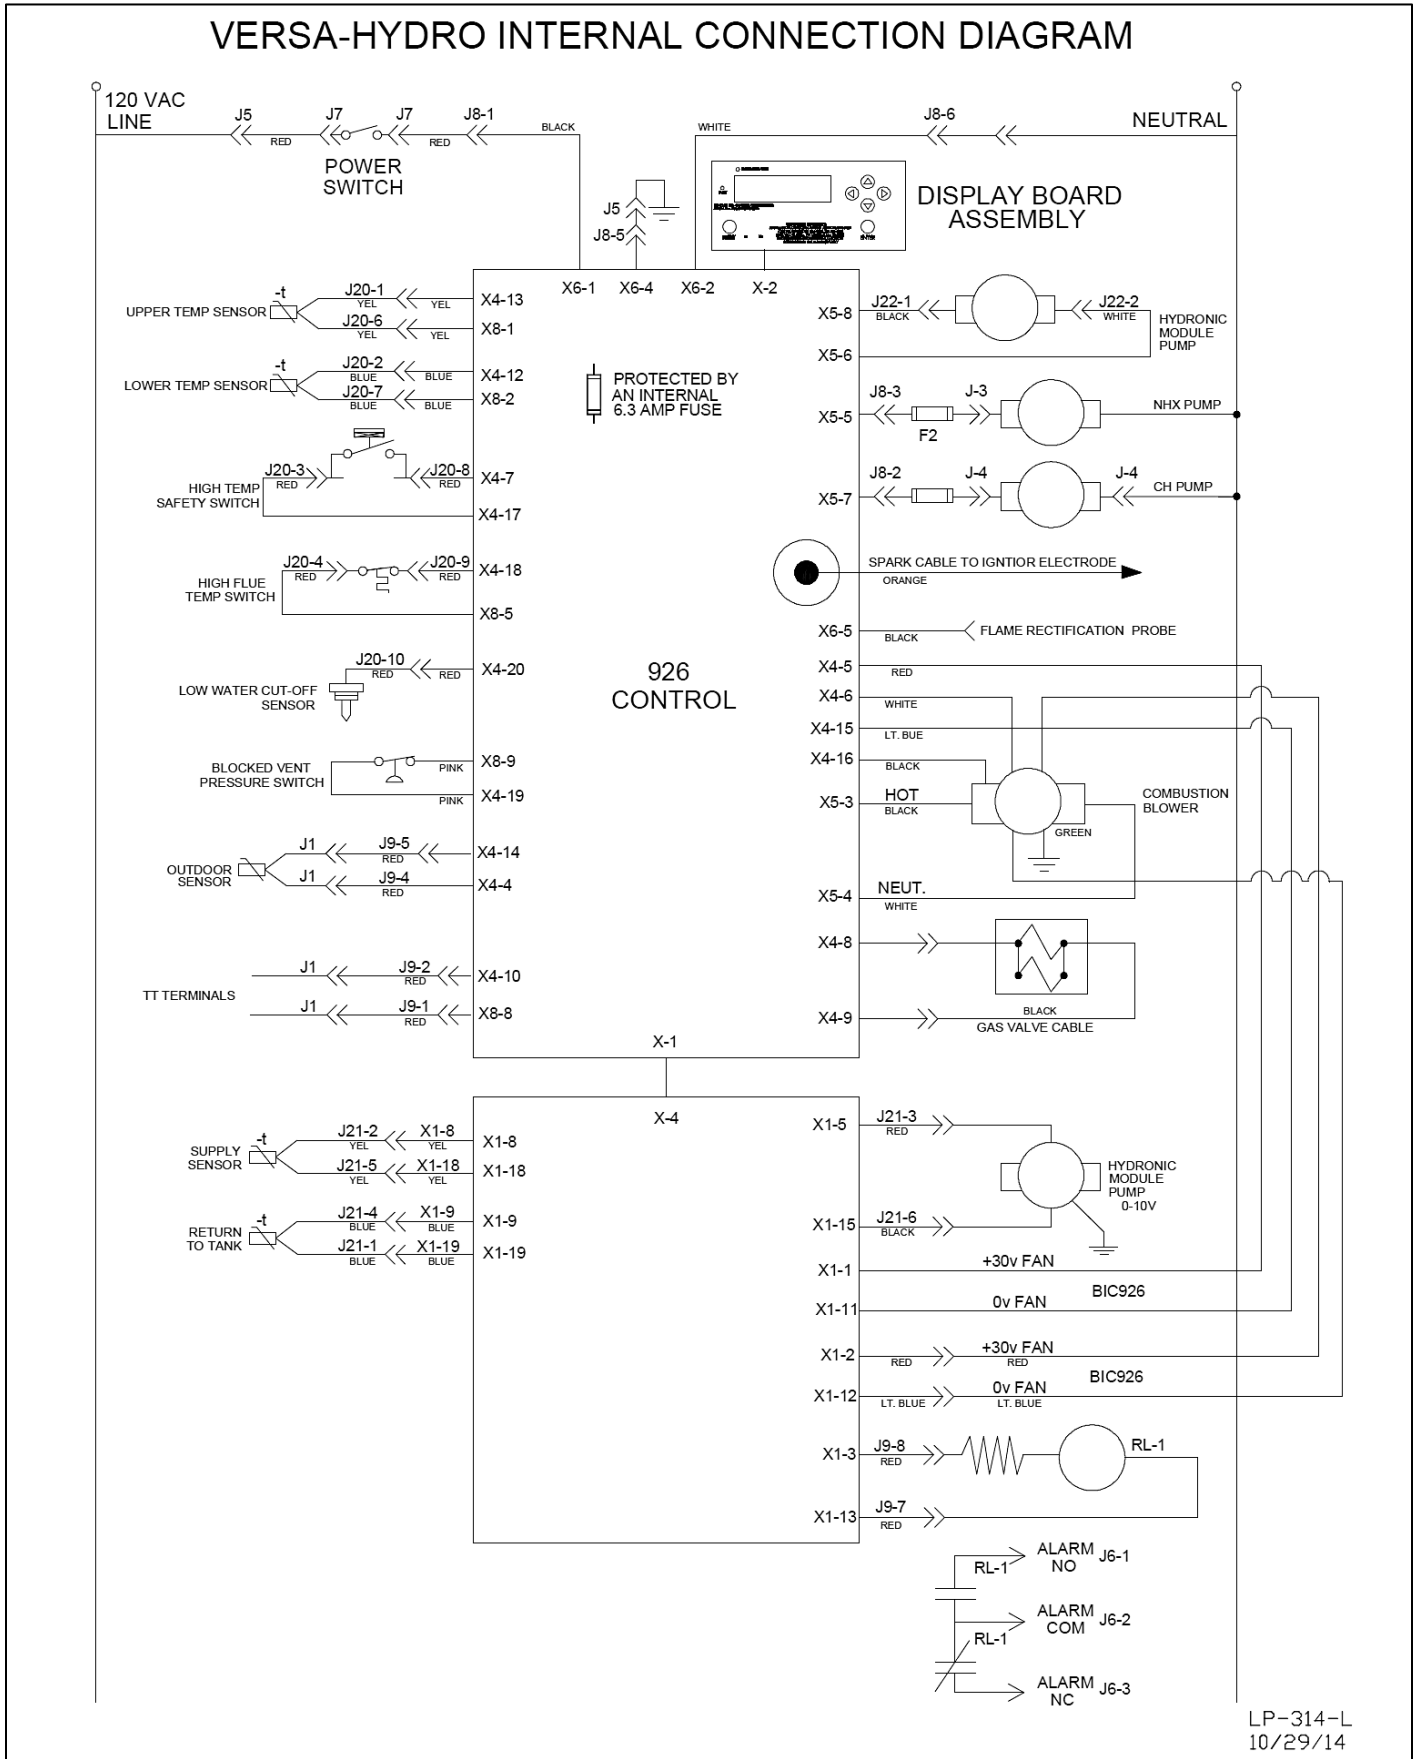 VERSA-HYDRO INTERNAL CONNECTION DIAGRAM
120 VAC
LINE
J5
RED
J7
J7
RED
J8-1
BLACK
POWER
SWITCH
WHITE
J8-6
NEUTRAL
J5
J8-5
DISPLAY BOARD
ASSEMBLY
X6-1
X6-4
X6-2
X-2
UPPER TEMP SENSOR
-t
J20-1
YEL
YEL
X4-13
J20-6
YEL
YEL
X8-1
LOWER TEMP SENSOR
-t
J20-2
BLUE
BLUE
X4-12
J20-7
BLUE
BLUE
X8-2
PROTECTED BY
AN INTERNAL
6.3 AMP FUSE
HIGH TEMP
SAFETY SWITCH
J20-3
RED
J20-8
RED
X4-7
X4-17
HIGH FLUE
TEMP SWITCH
J20-4
RED
J20-9
RED
X4-18
X8-5
LOW WATER CUT-OFF
SENSOR
J20-10
RED
RED
X4-20
926
CONTROL
BLOCKED VENT
PRESSURE SWITCH
PINK
X8-9
PINK
X4-19
OUTDOOR
SENSOR
J1
J9-5
RED
X4-14
J1
J9-4
RED
X4-4
TT TERMINALS
J1
J9-2
RED
X4-10
J1
J9-1
RED
X8-8
X-1
X5-8
J22-1
BLACK
J22-2
WHITE
HYDRONIC
MODULE
PUMP
X5-6
X5-5
J8-3
F2
J-3
NHX PUMP
X5-7
J8-2
J-4
J-4
CH PUMP
SPARK CABLE TO IGNTIOR ELECTRODE
ORANGE
X6-5
BLACK
FLAME RECTIFICATION PROBE
X4-5
RED
X4-6
WHITE
X4-15
LT. BUE
X4-16
BLACK
X5-3
HOT
BLACK
COMBUSTION
BLOWER
GREEN
X5-4
NEUT.
WHITE
X4-8
X4-9
BLACK
GAS VALVE CABLE
X-4
SUPPLY
SENSOR
-t
J21-2
YEL
X1-8
YEL
X1-8
J21-5
YEL
X1-18
YEL
X1-18
RETURN
TO TANK
-t
J21-4
BLUE
X1-9
BLUE
X1-9
J21-1
BLUE
X1-19
BLUE
X1-19
X1-5
J21-3
RED
HYDRONIC
MODULE
PUMP
0-10V
X1-15
J21-6
BLACK
X1-1
+30v FAN
BIC926
X1-11
0v FAN
X1-2
RED
+30v FAN
RED
BIC926
X1-12
LT. BLUE
0v FAN
LT. BLUE
X1-3
J9-8
RED
RL-1
X1-13
J9-7
RED
RL-1
ALARM
NO
J6-1
ALARM
COM
J6-2
RL-1
ALARM
NC
J6-3
LP-314-L
10/29/14